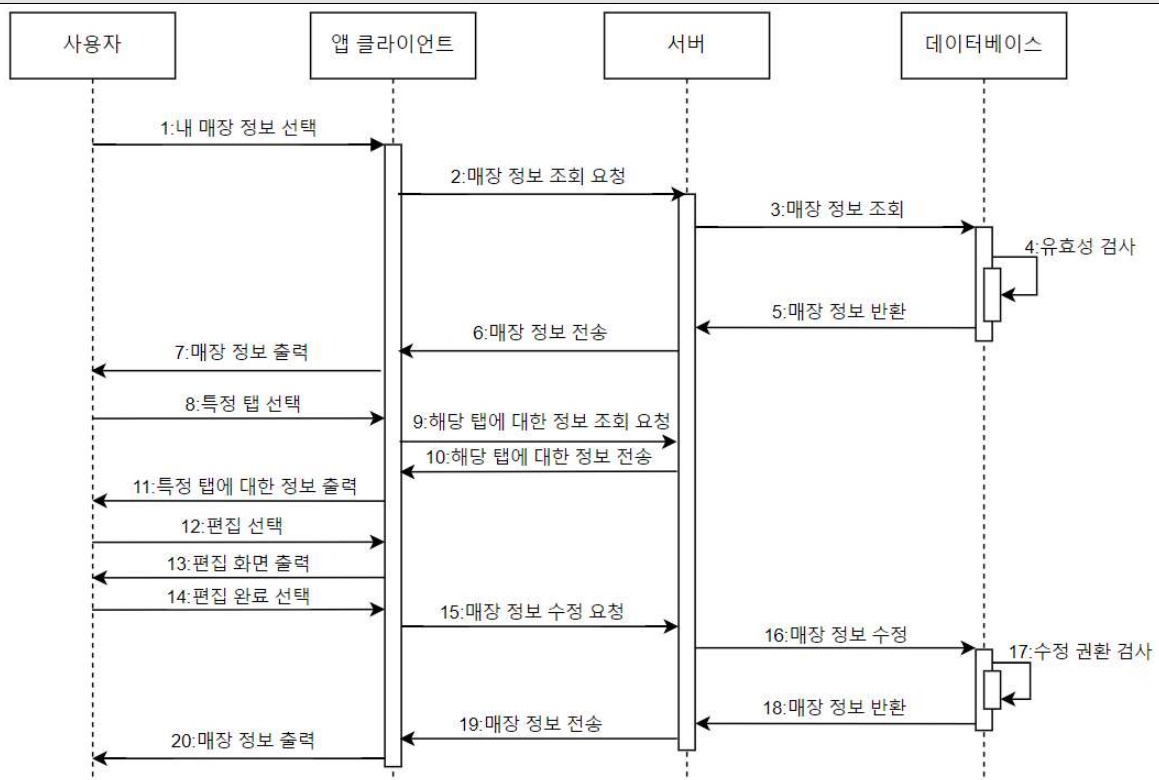 사용자
앱 클라이언트
서버
데이터베이스
1:내 매장 정보 선택
2:매장 정보 조회 요청
3:매장 정보 조회
4:유효성 검사
5:매장 정보 반환
6:매장 정보 전송
7:매장 정보 출력
8:특정 탭 선택
9:해당 탭에 대한 정보 조회 요청
10:해당 탭에 대한 정보 전송
11:특정 탭에 대한 정보 출력
12:편집 선택
13:편집 화면 출력
14:편집 완료 선택
15:매장 정보 수정 요청
16:매장 정보 수정
17:수정 권환 검사
18:매장 정보 반환
19:매장 정보 전송
20:매장 정보 출력